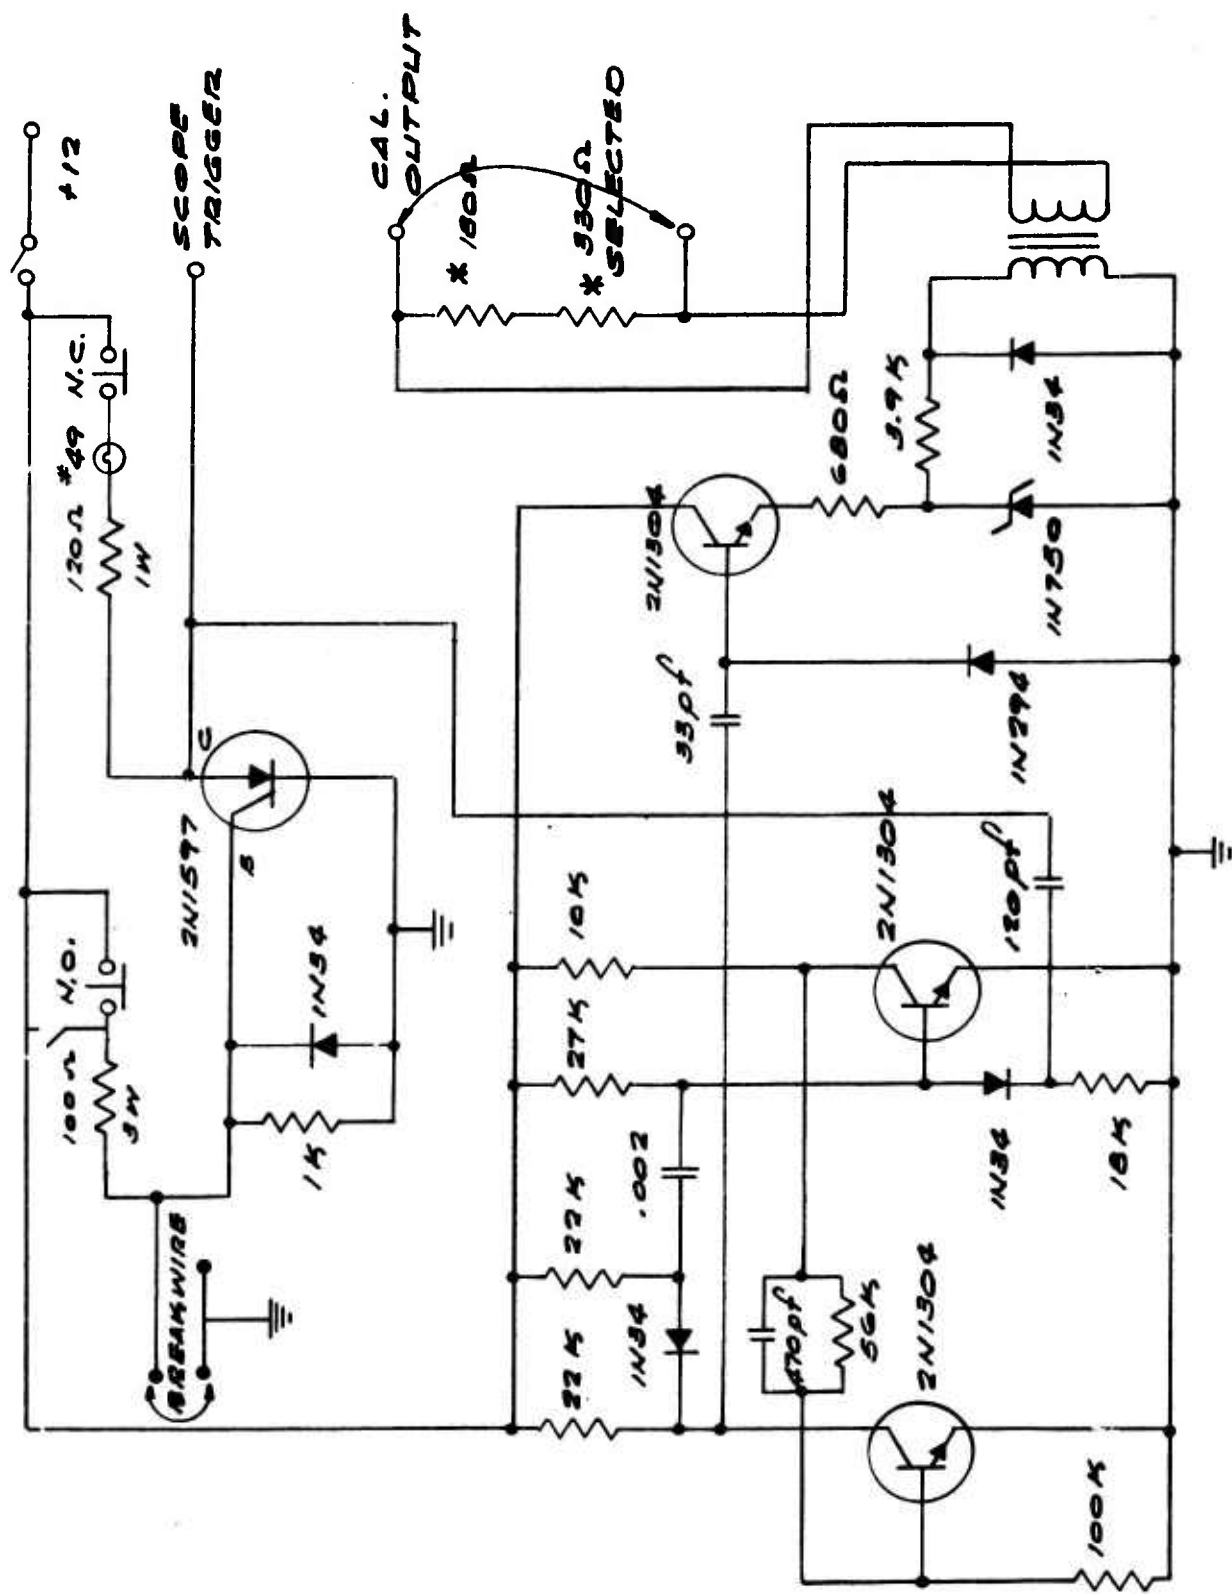 +12
SCOPE
TRIGGER
CAL.
OUTPUT
* 180Ω
* 330Ω
SELECTED
N.C.
#49
120Ω
1W
2N1597
C
B
N.O.
100Ω
3W
1N34
1K
BREAKWIRE
2N1304
680Ω
3.9K
1N34
1N750
33pf
1N294
10K
27K
2N1304
120pf
22K
.002
22K
1N34
1N34
18K
470pf
56K
2N1304
100K